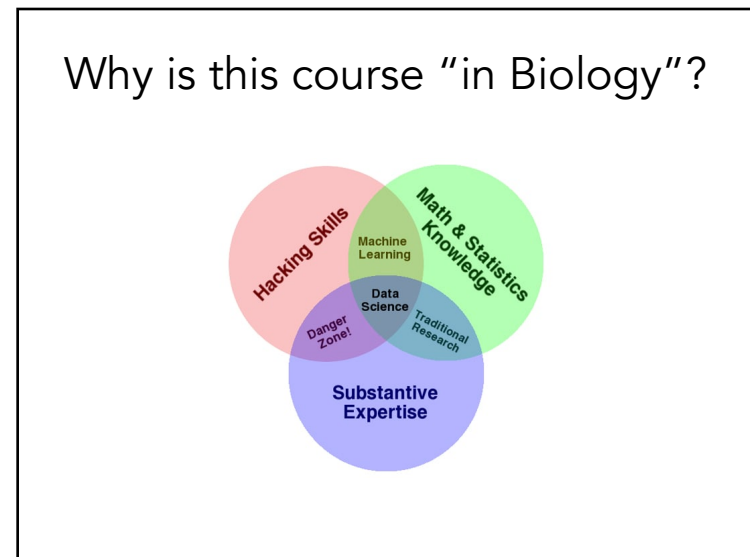 Why is this course “in Biology”?
Hacking Skills
Math & Statistics
Knowledge
Machine
Learning
Data
Science
Danger
Zone!
Traditional
Research
Substantive
Expertise